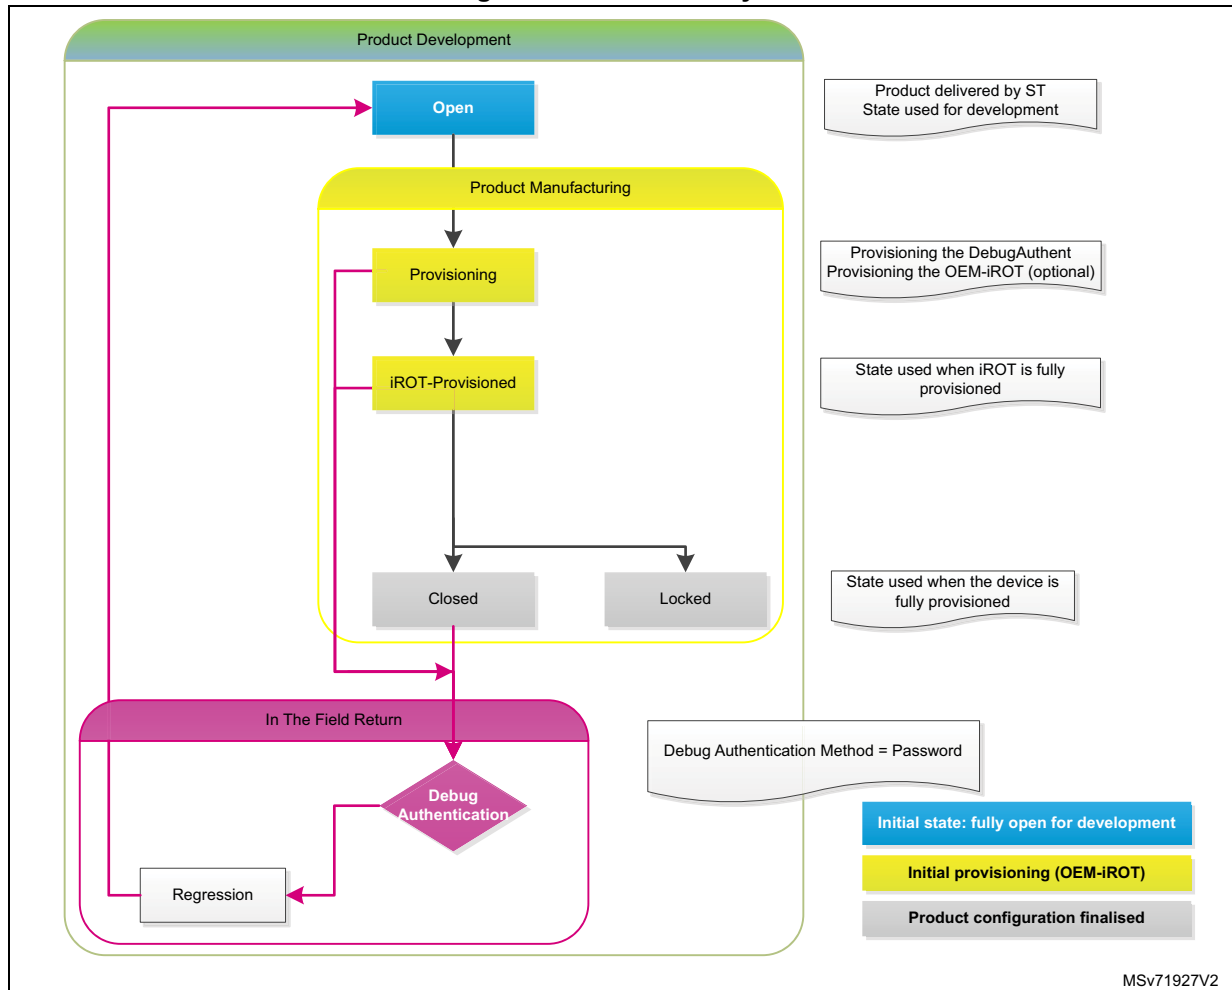 Product Development
Open
Product delivered by ST
State used for development
Product Manufacturing
Provisioning
Provisioning the DebugAuthent
Provisioning the OEM-iROT (optional)
iROT-Provisioned
State used when iROT is fully
provisioned
Closed
Locked
State used when the device is
fully provisioned
In The Field Return
Debug Authentication Method = Password
Debug
Authentication
Regression
Initial state: fully open for development
Initial provisioning (OEM-iROT)
Product configuration finalised
MSv71927V2